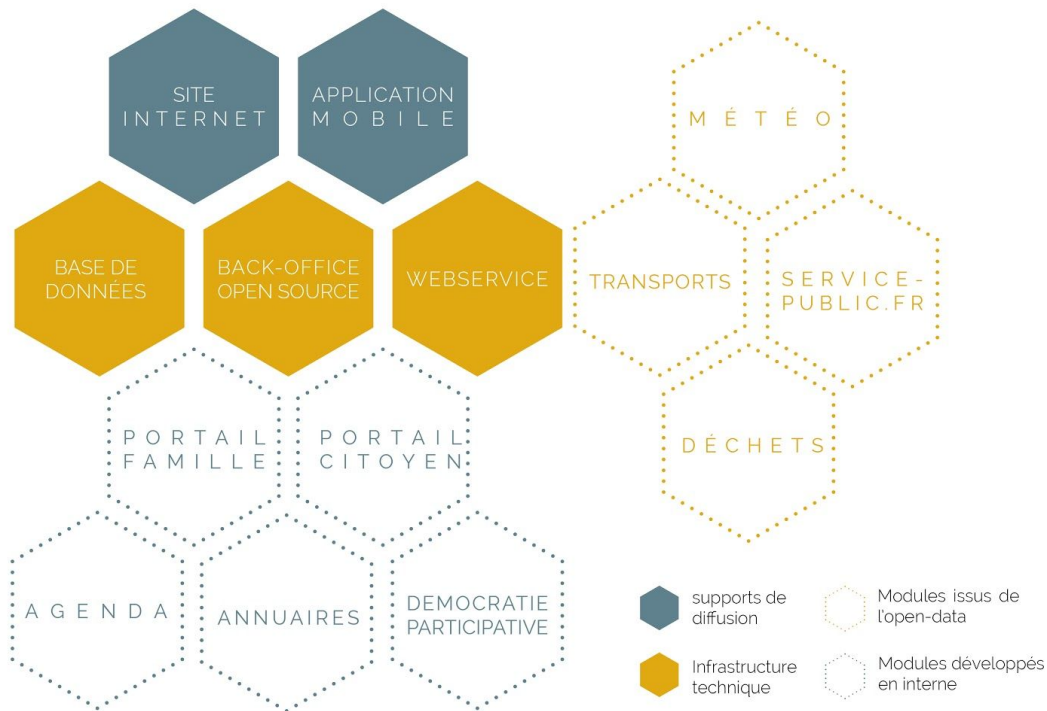 SITE
INTERNET
APPLICATION
MOBILE
MÉTÉO
BASE DE
DONNÉES
BACK-OFFICE
OPEN SOURCE
WEBSERVICE
TRANSPORTS
SERVICE-
PUBLIC.FR
PORTAIL
FAMILLE
PORTAIL
CITOYEN
DÉCHETS
AGENDA
ANNUAIRES
DEMOCRATIE
PARTICIPATIVE
supports de
diffusion
Modules issus de
l'open-data
Infrastructure
technique
Modules développés
en interne